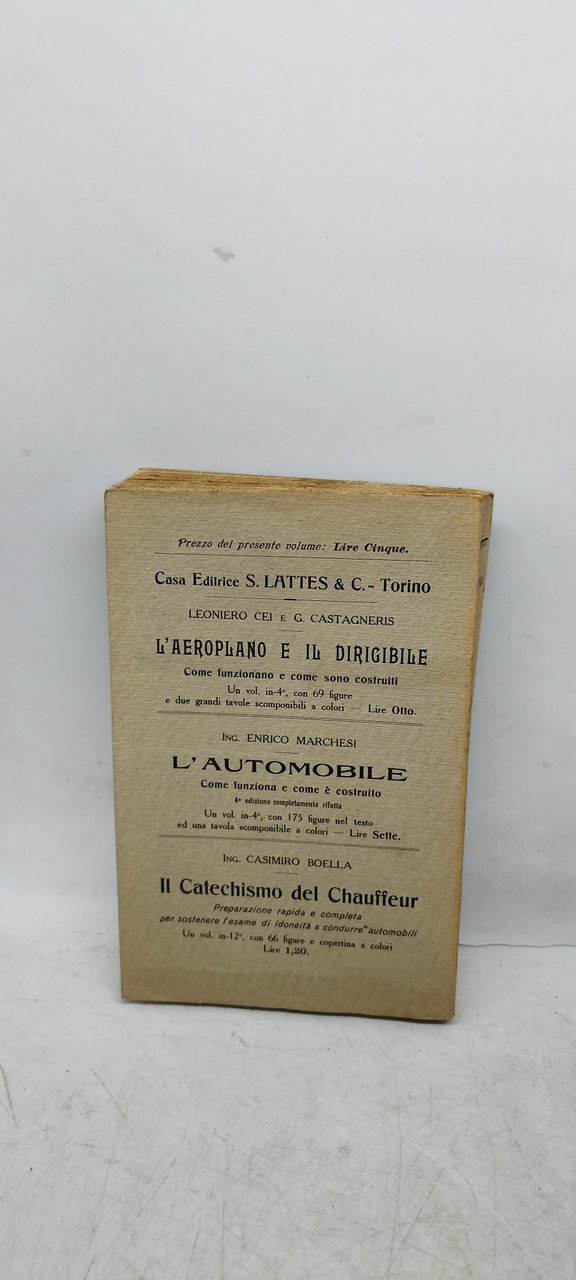 Prezzo del presente volume: Lire Cinque.
Casa Editrice S. LATTES & C. - Torino
LEONIERO CEI E G. CASTAGNERIS
L'AEROPLANO E IL DIRIGIBILE
Come funzionano e come sono costruiti
Un vol. in-4°, con 69 figure
e due grandi tavole scomponibili a colori — Lire Otto.
ING. ENRICO MARCHESI
L'AUTOMOBILE
Come funziona e come è costruito
4ª edizione completamente rifatta
Un vol. in-4°, con 175 figure nel testo
ed una tavola scomponibile a colori — Lire Sette.
ING. CASIMIRO BOELLA
Il Catechismo del Chauffeur
Preparazione rapida e completa
per sostenere l'esame di idoneità a condurre automobili
Un vol. in-12°, con 66 figure e copertina a colori
Lire 1,20.